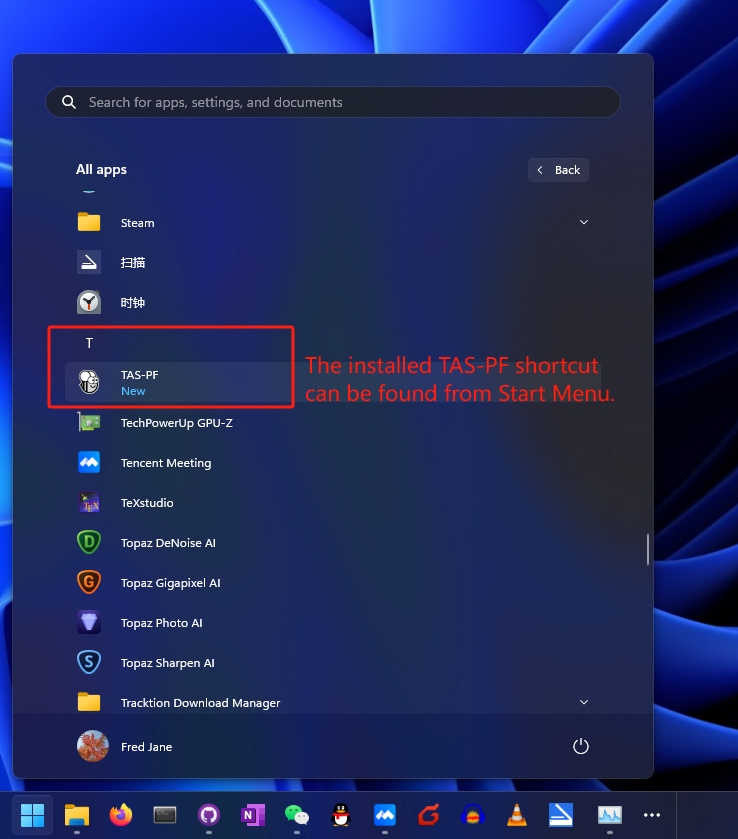 Search for apps, settings, and documents
All apps
Back
Steam
扫描
时钟
T
TAS-PF
New
The installed TAS-PF shortcut
can be found from Start Menu.
TechPowerUp GPU-Z
Tencent Meeting
TeXstudio
Topaz DeNoise AI
Topaz Gigapixel AI
Topaz Photo AI
Topaz Sharpen AI
Tracktion Download Manager
Fred Jane